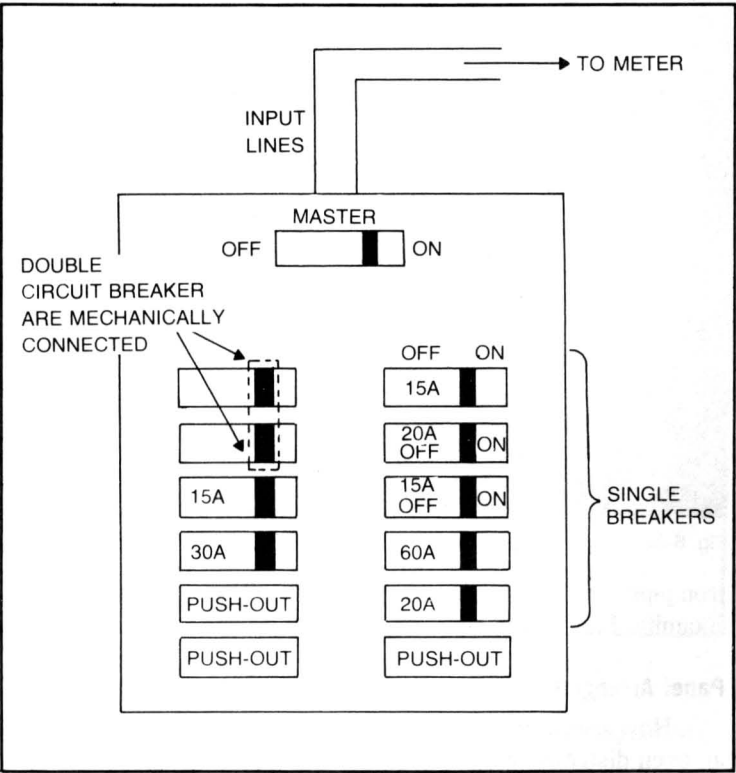 TO METER
INPUT
LINES
MASTER
OFF ON
DOUBLE
CIRCUIT BREAKER
ARE MECHANICALLY
CONNECTED
OFF ON
15A
20A
OFF ON
15A
15A
OFF ON
SINGLE
BREAKERS
30A
60A
PUSH-OUT
20A
PUSH-OUT
PUSH-OUT